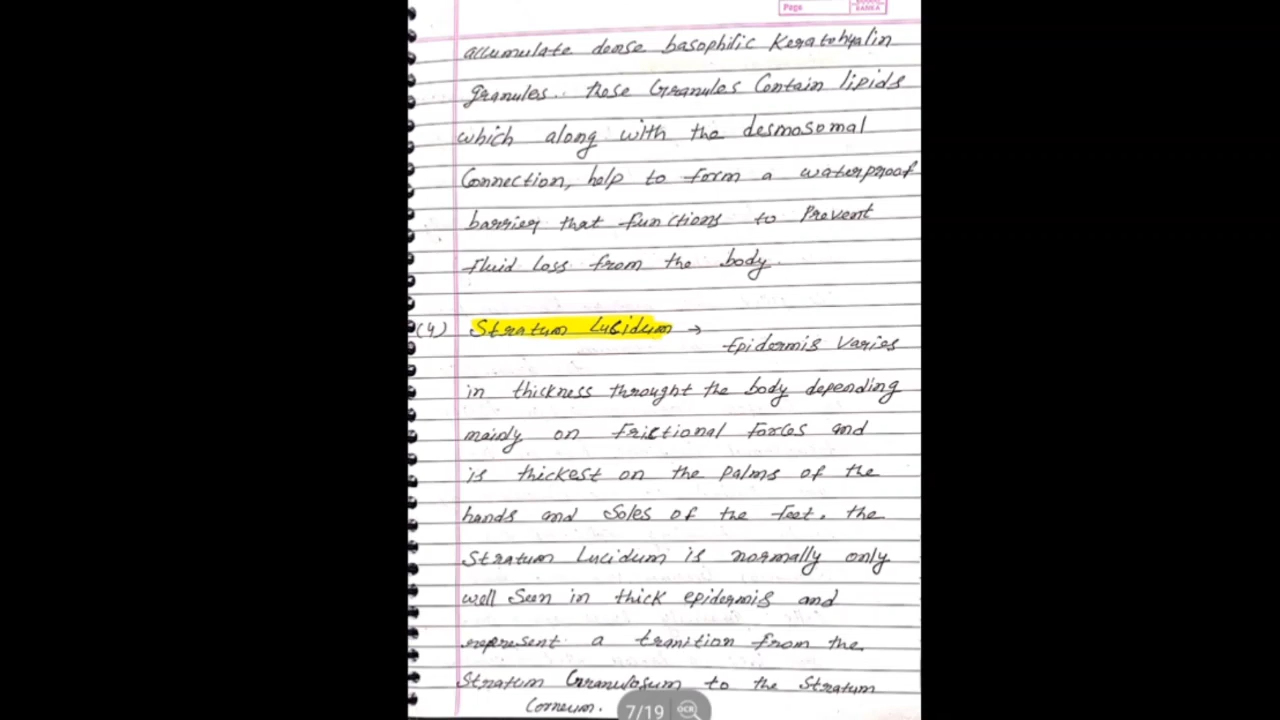 Page
accumulate dense basophilic Keratohyalin
granules. these Granules Contain lipids
which along with the desmosomal
Connection, help to form a waterproof
barrier that functions to Prevent
fluid Loss from the body.
(4) Stratum Lucidum →
Epidermis Varies
in thickness throught the body depending
mainly on frictional forces and
is thickest on the Palms of the
hands and Soles of the feet. the
Stratum Lucidum is normally only
well Seen in thick epidermis and
represent a tranition from the
Stratum Granulosum to the Stratum
Corneum.
7/19 OCR